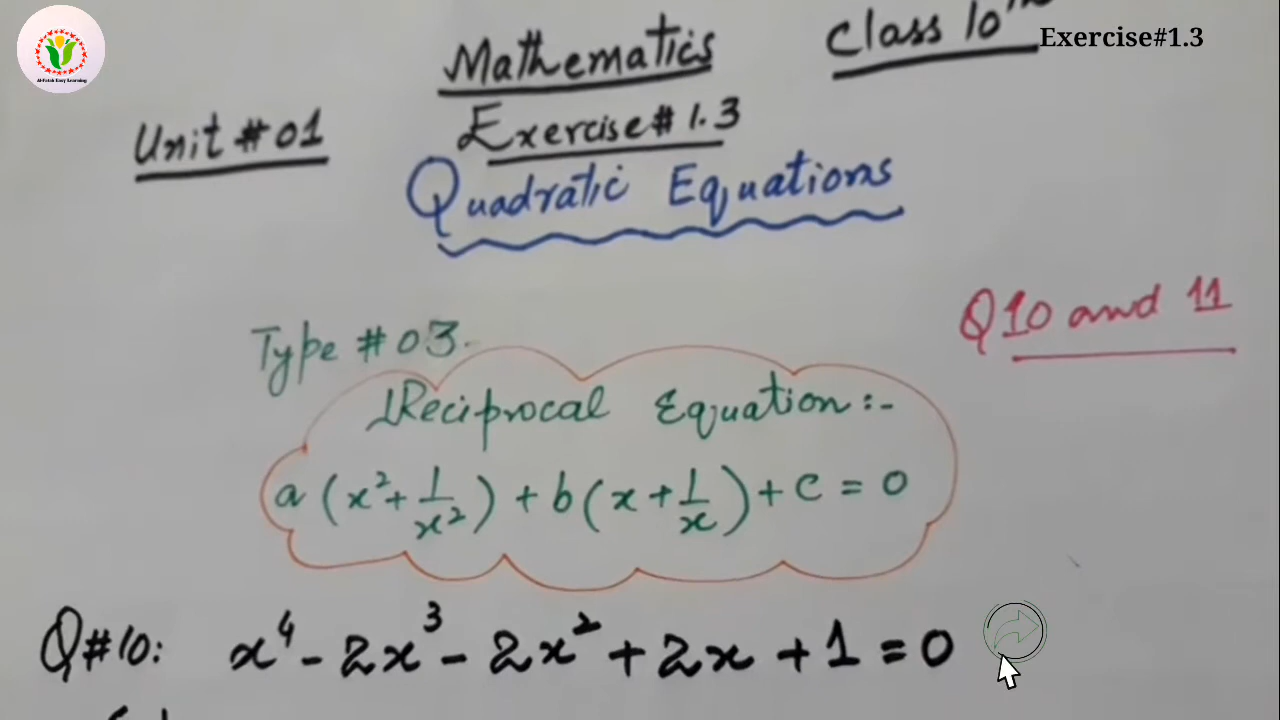 Mathematics
Class 10th
Exercise#1.3
Unit # 01
Exercise# 1.3
Quadratic Equations
Q10 and 11
Type # 03.
Reciprocal Equation:-
a (x² + 1/x²) + b(x + 1/x) + c = 0
Q#10: x⁴ - 2x³ - 2x² + 2x + 1 = 0